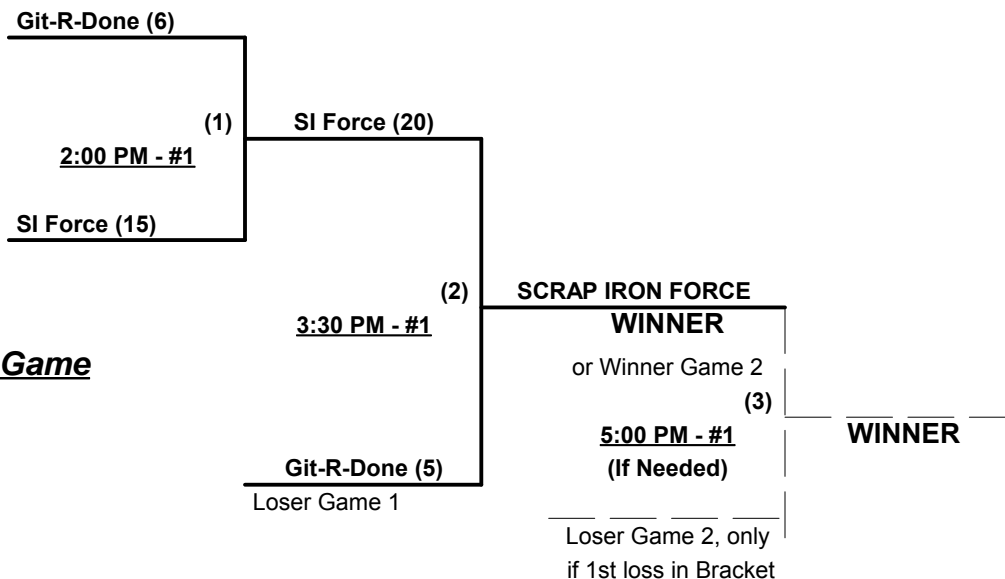 Git-R-Done (6)
(1)
SI Force (20)
2:00 PM - #1
SI Force (15)
(2)
SCRAP IRON FORCE
3:30 PM - #1
WINNER
Game
or Winner Game 2
(3)
5:00 PM - #1
WINNER
(If Needed)
Git-R-Done (5)
Loser Game 1
Loser Game 2, only
if 1st loss in Bracket